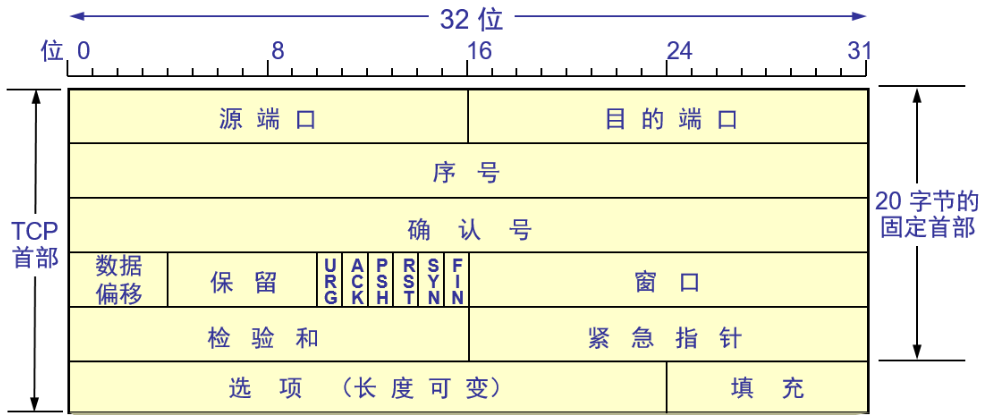 32 位
位 0 8 16 24 31
源 端 口 目 的 端 口
序 号
确 认 号
TCP
首部
20 字节的
固定首部
数据
偏移
保 留
URG
ACK
PSH
RST
SYN
FIN
窗 口
检 验 和 紧 急 指 针
选 项 （长 度 可 变） 填 充